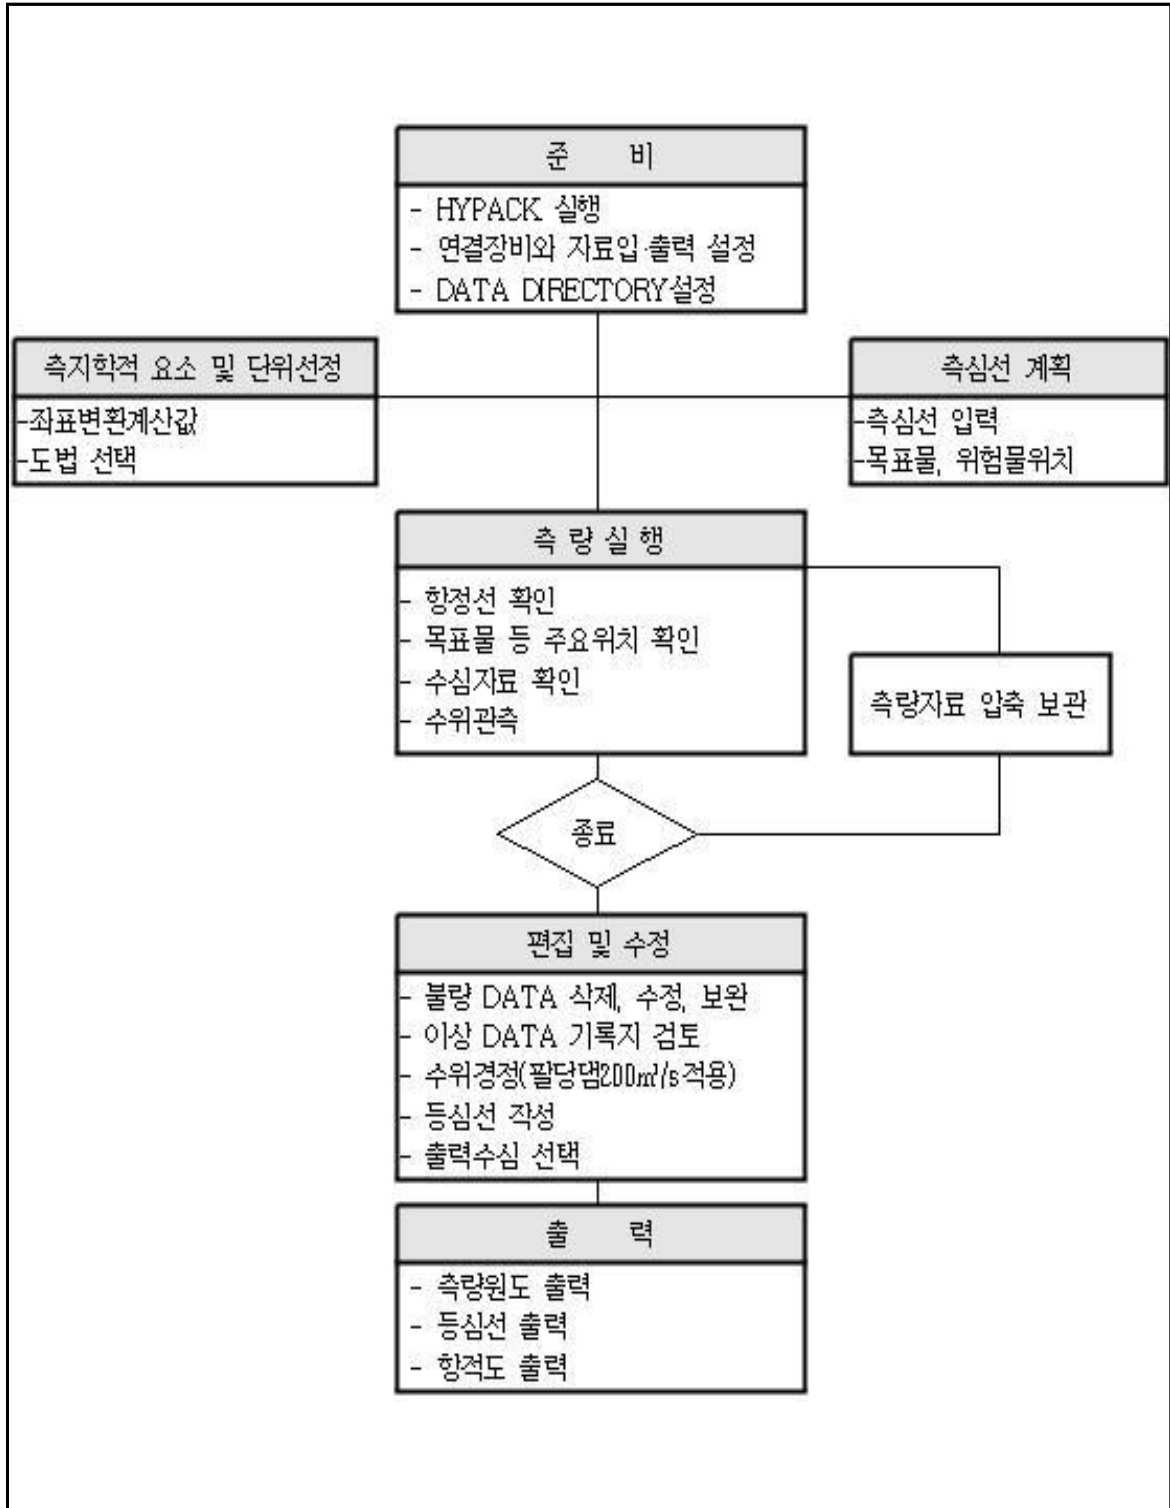 준 비
- HYPACK 실행
- 연결장비와 자료입·출력 설정
- DATA DIRECTORY설정
측지학적 요소 및 단위선정
-좌표변환계산값
-도법 선택
측심선 계획
-측심선 입력
-목표물, 위험물위치
측 량 실 행
- 항정선 확인
- 목표물 등 주요위치 확인
- 수심자료 확인
- 수위관측
측량자료 압축 보관
종료
편집 및 수정
- 불량 DATA 삭제, 수정, 보완
- 이상 DATA 기록지 검토
- 수위경정(팔당댐200㎥/s적용)
- 등심선 작성
- 출력수심 선택
출 력
- 측량원도 출력
- 등심선 출력
- 항적도 출력